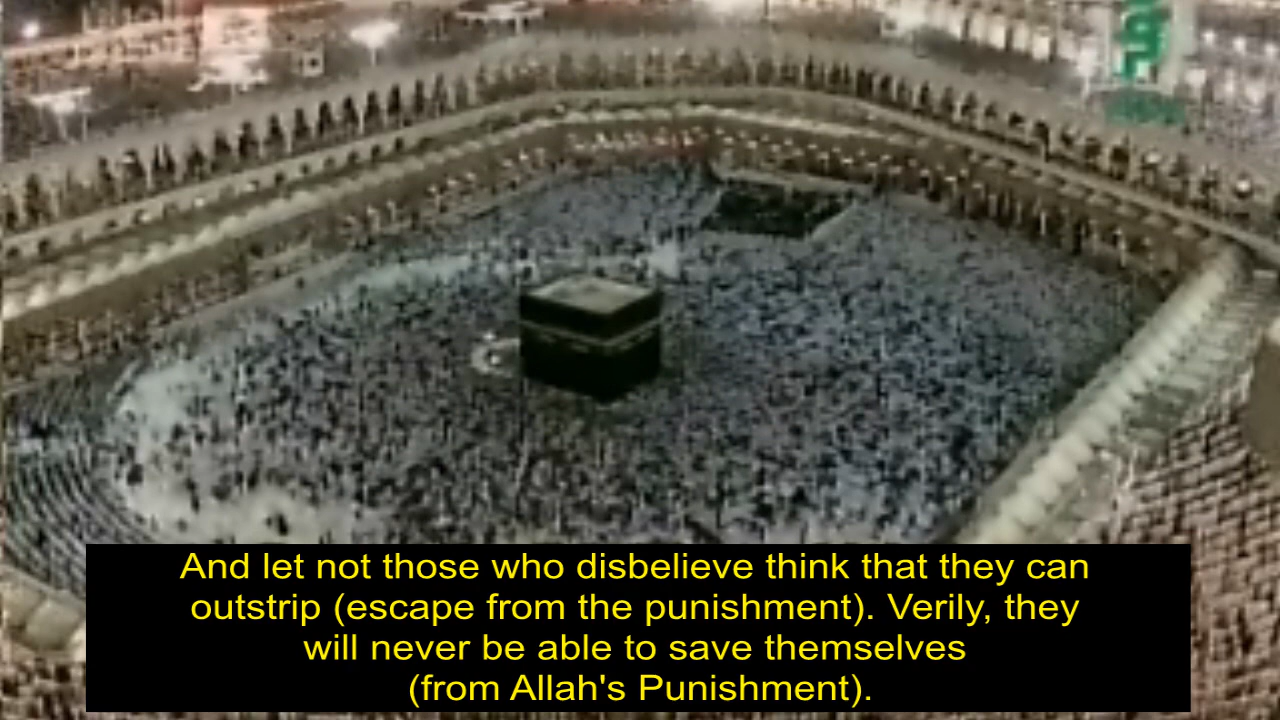 And let not those who disbelieve think that they can
outstrip (escape from the punishment). Verily, they
will never be able to save themselves
(from Allah's Punishment).